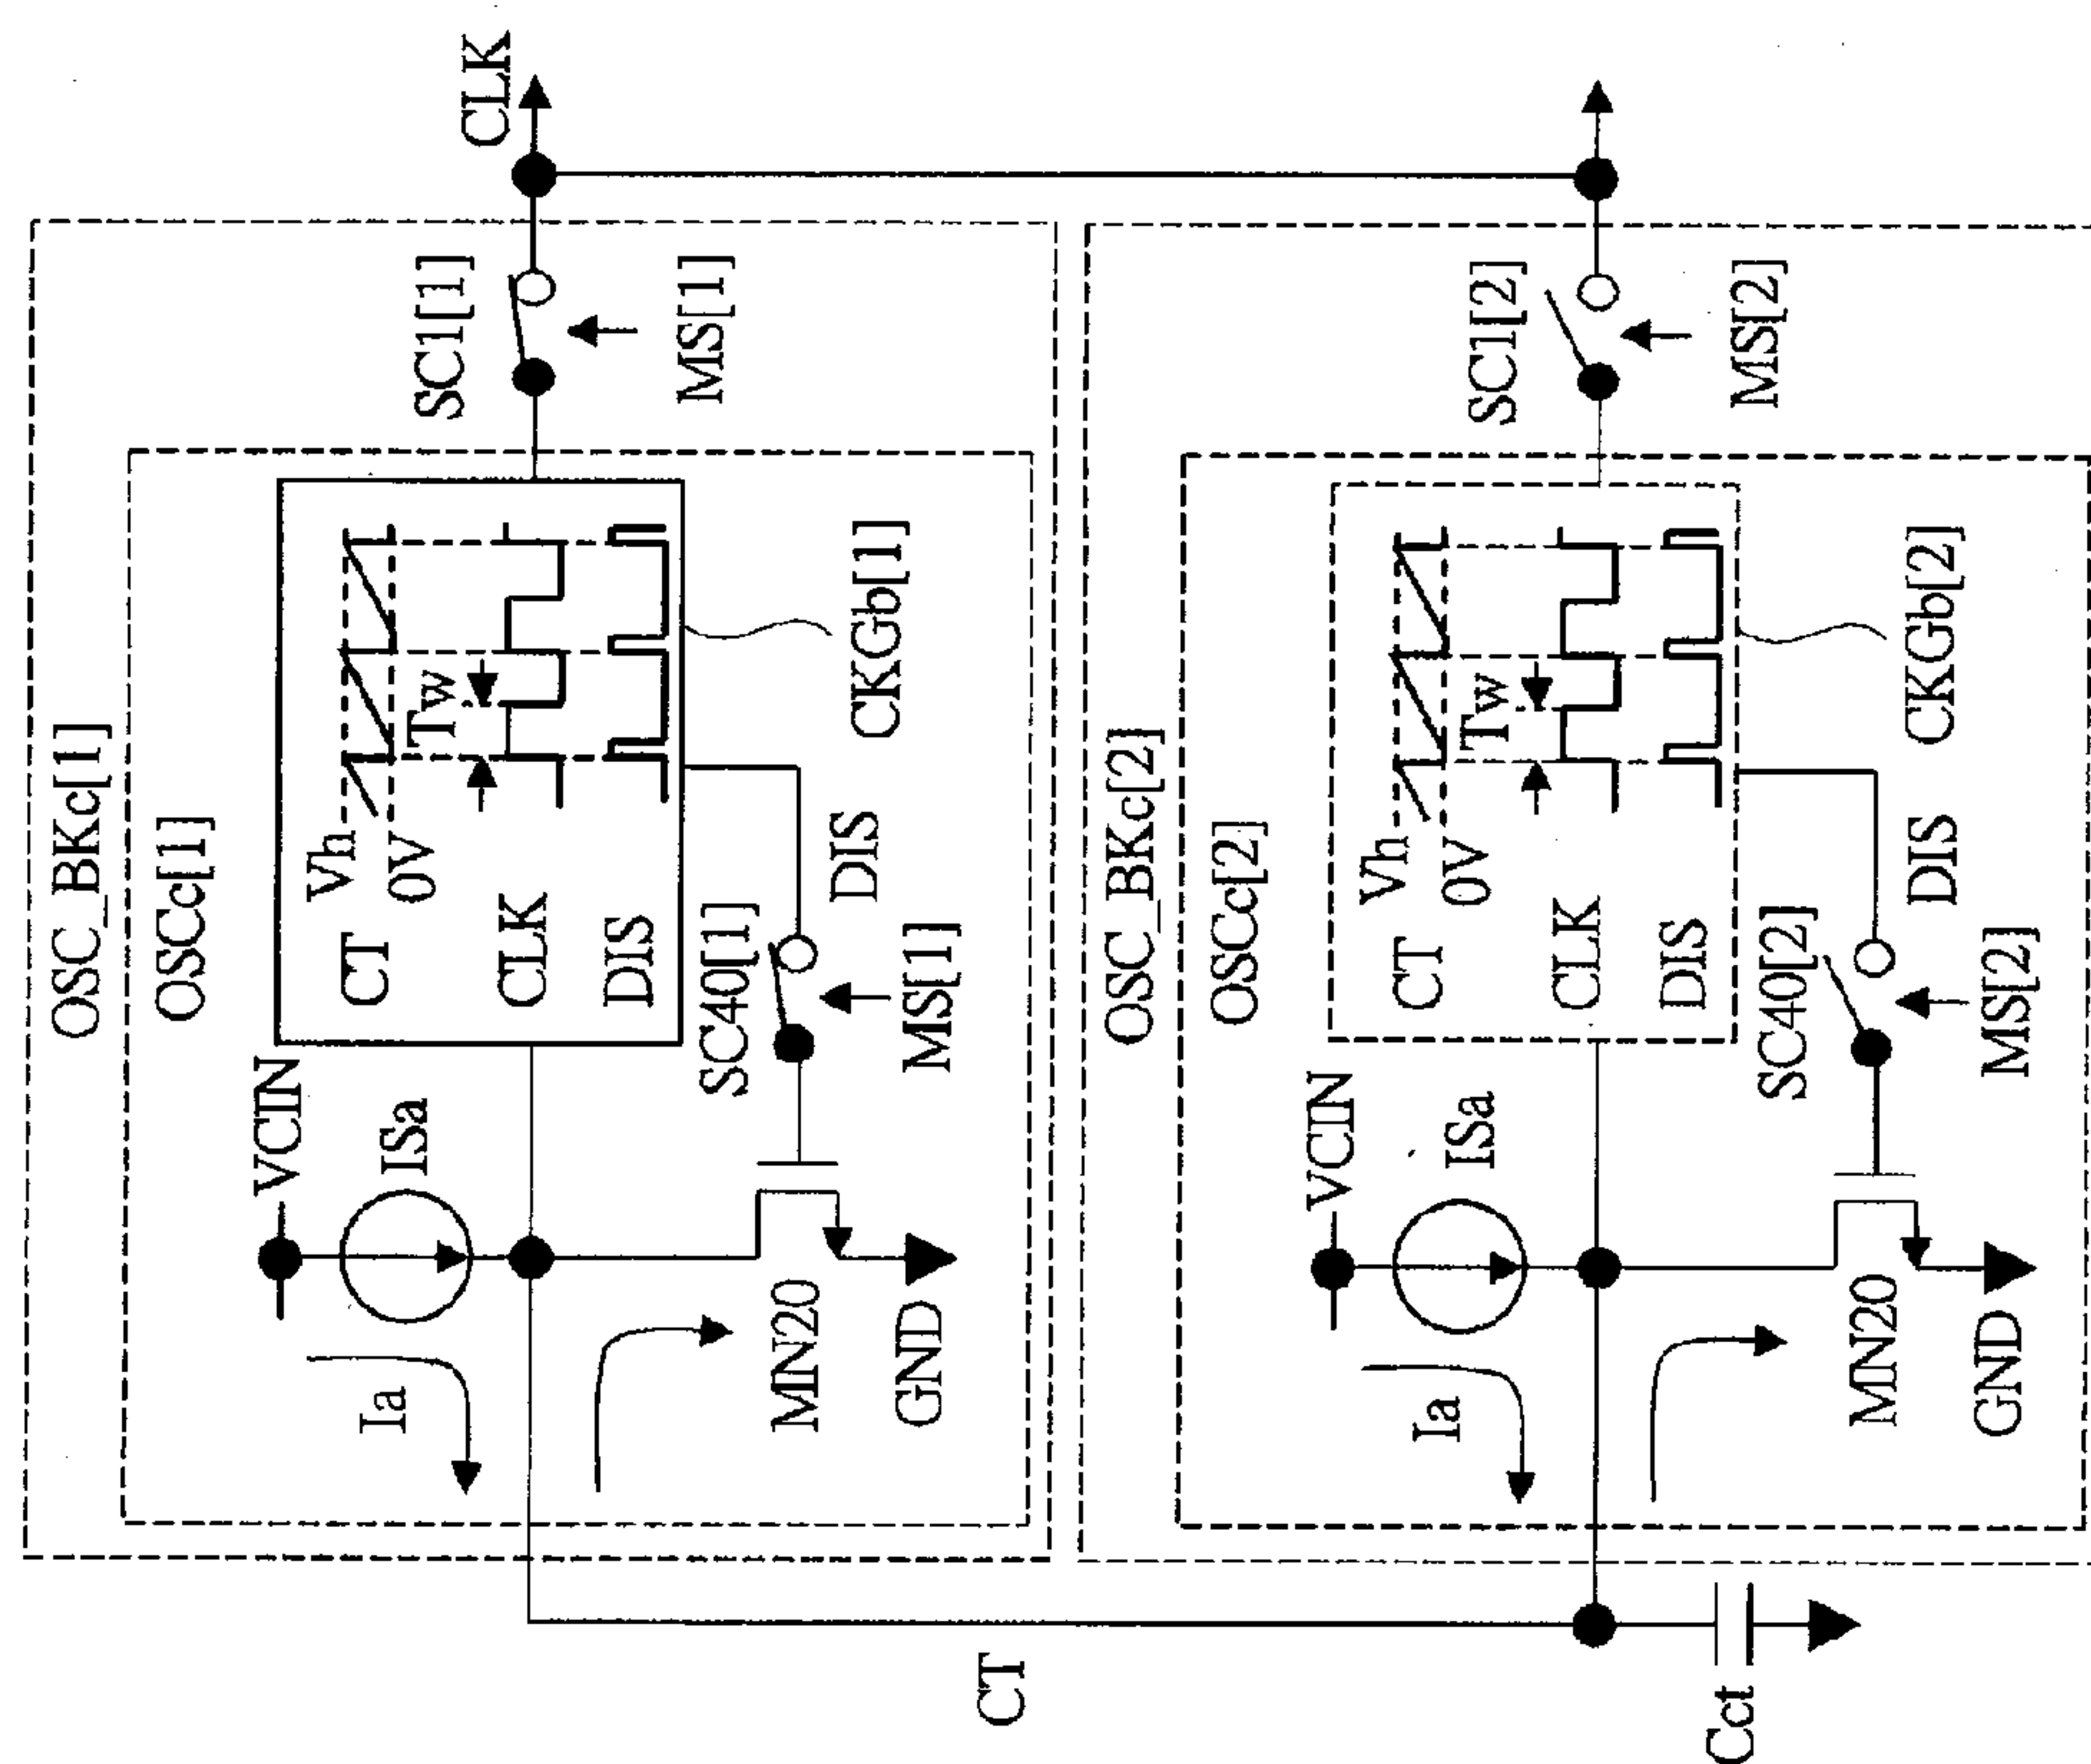 OSC_BKc[1]
OSCc[1]
VCIN
ISa
Ia
MN20
GND
CT
Vh
0V
Tw
CLK
DIS
SC40[1]
MS[1]
DIS
CKGb[1]
SC1[1]
MS[1]
CLK
OSC_BKc[2]
OSCc[2]
VCIN
ISa
Ia
MN20
GND
CT
Vh
0V
Tw
CLK
DIS
SC40[2]
MS[2]
DIS
CKGb[2]
SC1[2]
MS[2]
CT
Cct